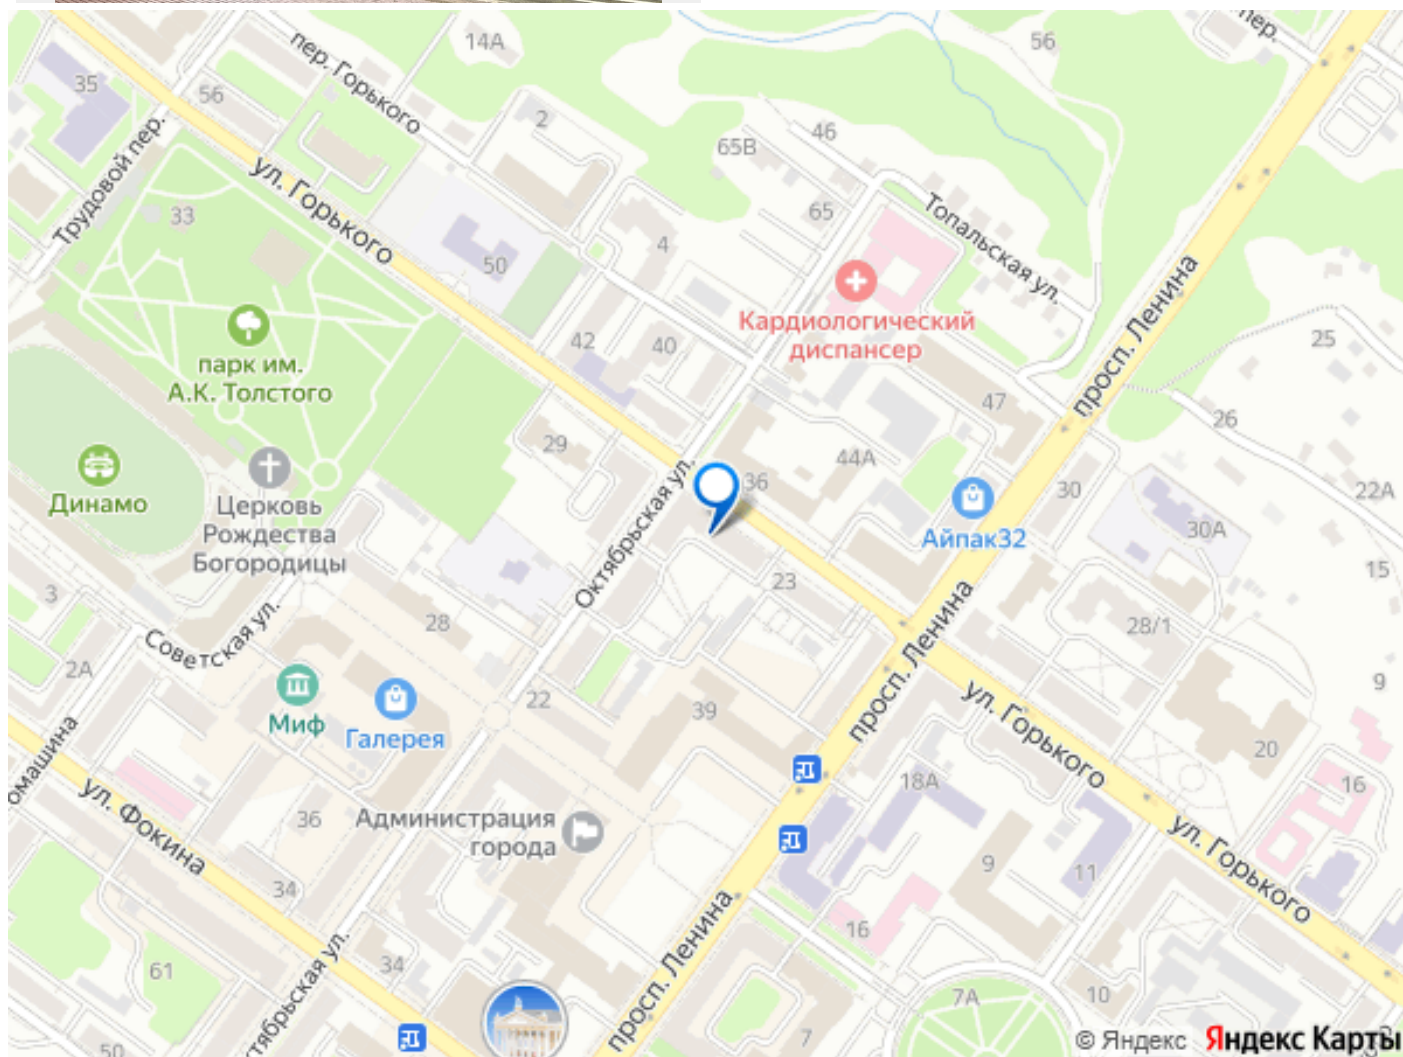 14А
56
пер.
35
56
пер. Горького
2
46
65В
Трудовой пер.
ул. Горького
33
65
Топальская ул.
50
4
просп. Ленина
Кардиологический
диспансер
25
парк им.
А.К. Толстого
42
40
47
26
29
44А
36
30
22А
Динамо
Церковь
Рождества
Богородицы
Октябрьская ул.
Айпак32
30А
15
23
3
28
28/1
Советская ул.
2А
просп. Ленина
9
Миф
Галерея
22
39
ул. Горького
20
омашина
18А
16
ул. Фокина
36
Администрация
города
ул. Горького
9
11
34
16
просп. Ленина
61
34
7А
10
7
50
тябрьская ул.
© Яндекс Яндекс Карты